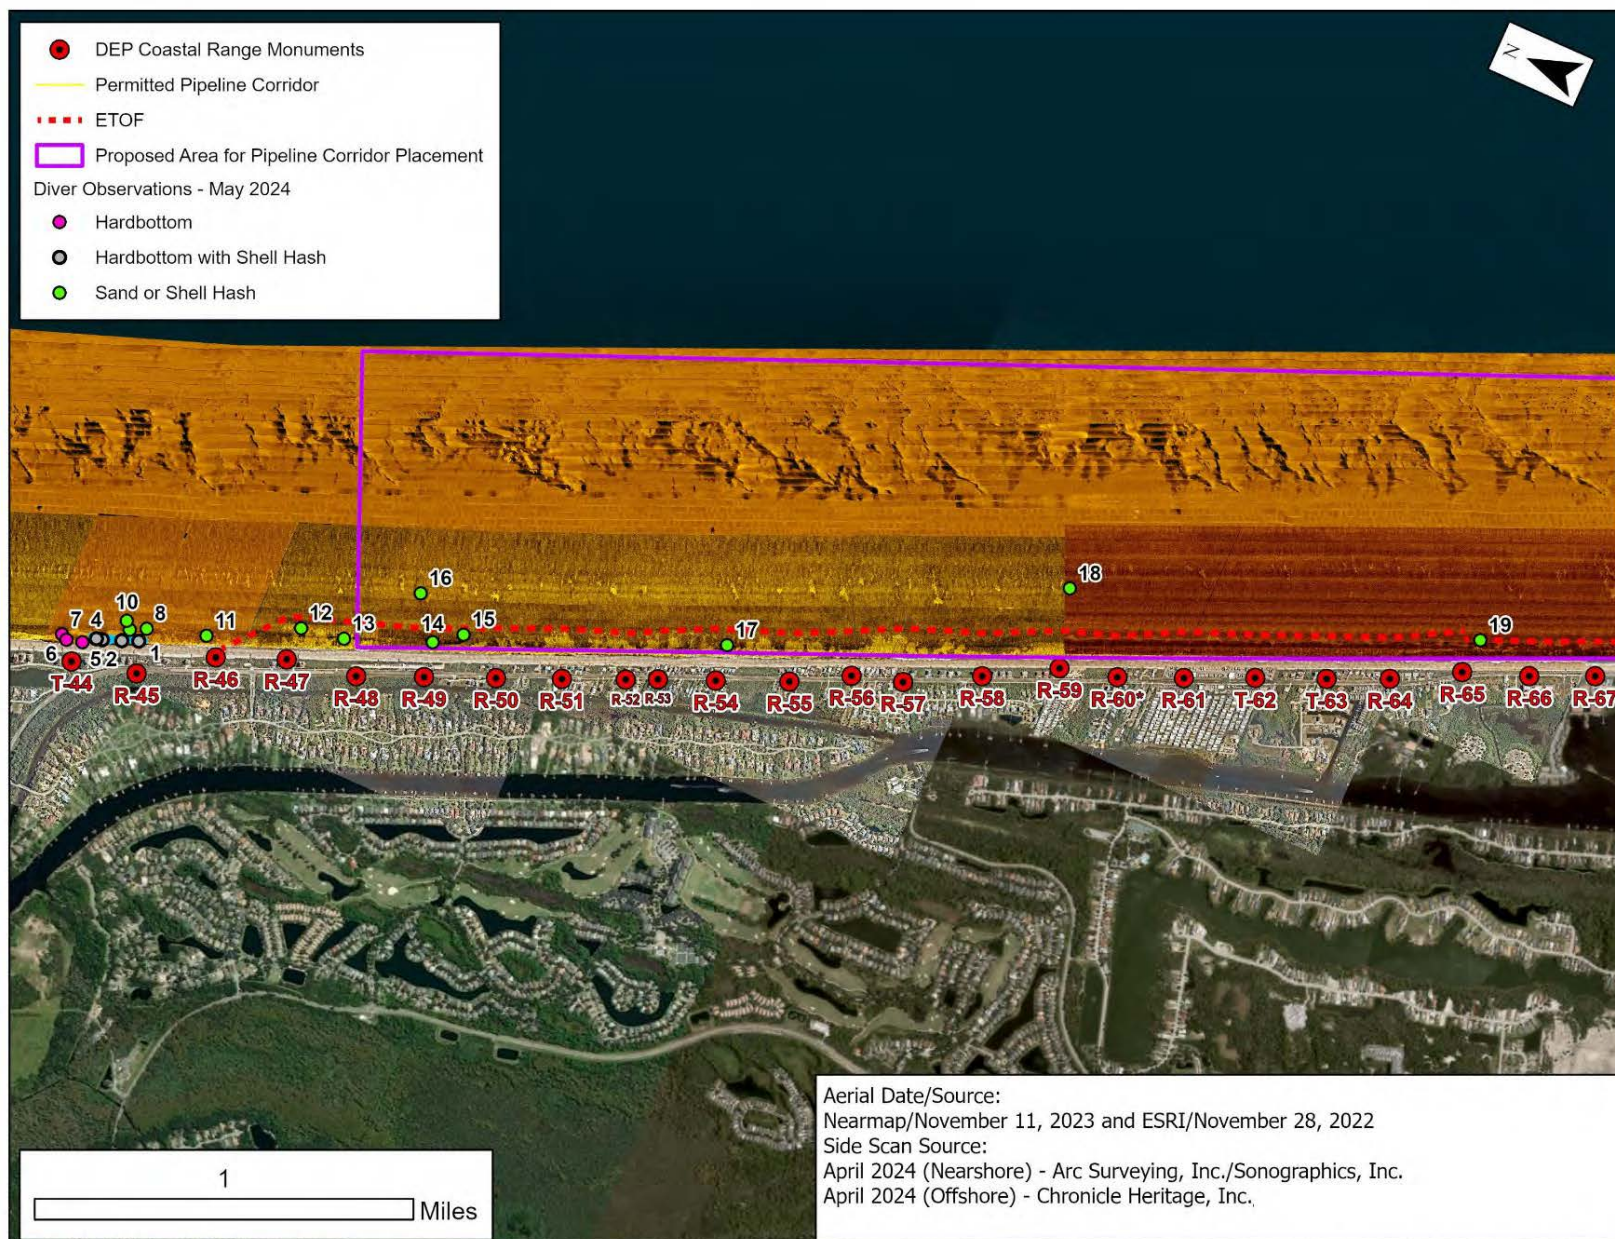 DEP Coastal Range Monuments
Permitted Pipeline Corridor
ETOF
Proposed Area for Pipeline Corridor Placement
Diver Observations - May 2024
Hardbottom
Hardbottom with Shell Hash
Sand or Shell Hash
N
16
18
10
7 4 8
11
12
13
14
15
17
19
6 5 2 1
T-44
R-45
R-46
R-47
R-48
R-49
R-50
R-51
R-52
R-53
R-54
R-55
R-56
R-57
R-58
R-59
R-60*
R-61
T-62
T-63
R-64
R-65
R-66
R-67
Aerial Date/Source:
Nearmap/November 11, 2023 and ESRI/November 28, 2022
Side Scan Source:
April 2024 (Nearshore) - Arc Surveying, Inc./Sonographics, Inc.
April 2024 (Offshore) - Chronicle Heritage, Inc.
1
Miles